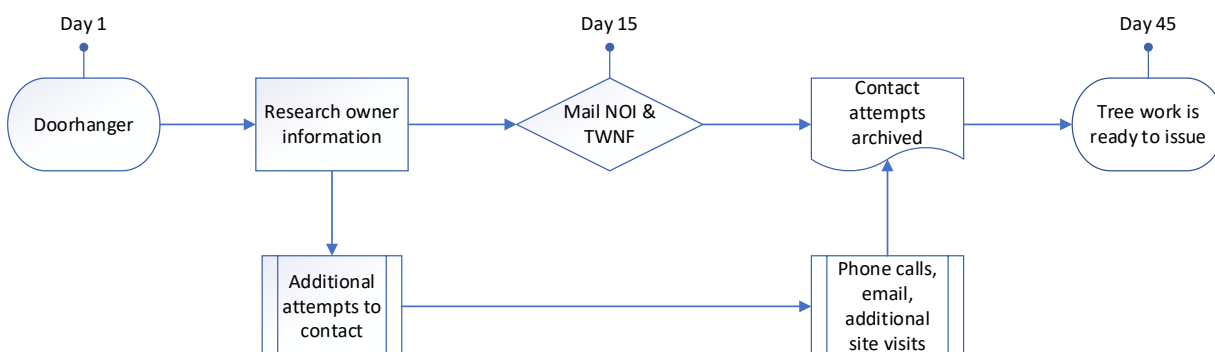 Day 1
Day 15
Day 45
Doorhanger
Research owner
information
Mail NOI &
TWNF
Contact
attempts
archived
Tree work is
ready to issue
Additional
attempts to
contact
Phone calls,
email,
additional
site visits